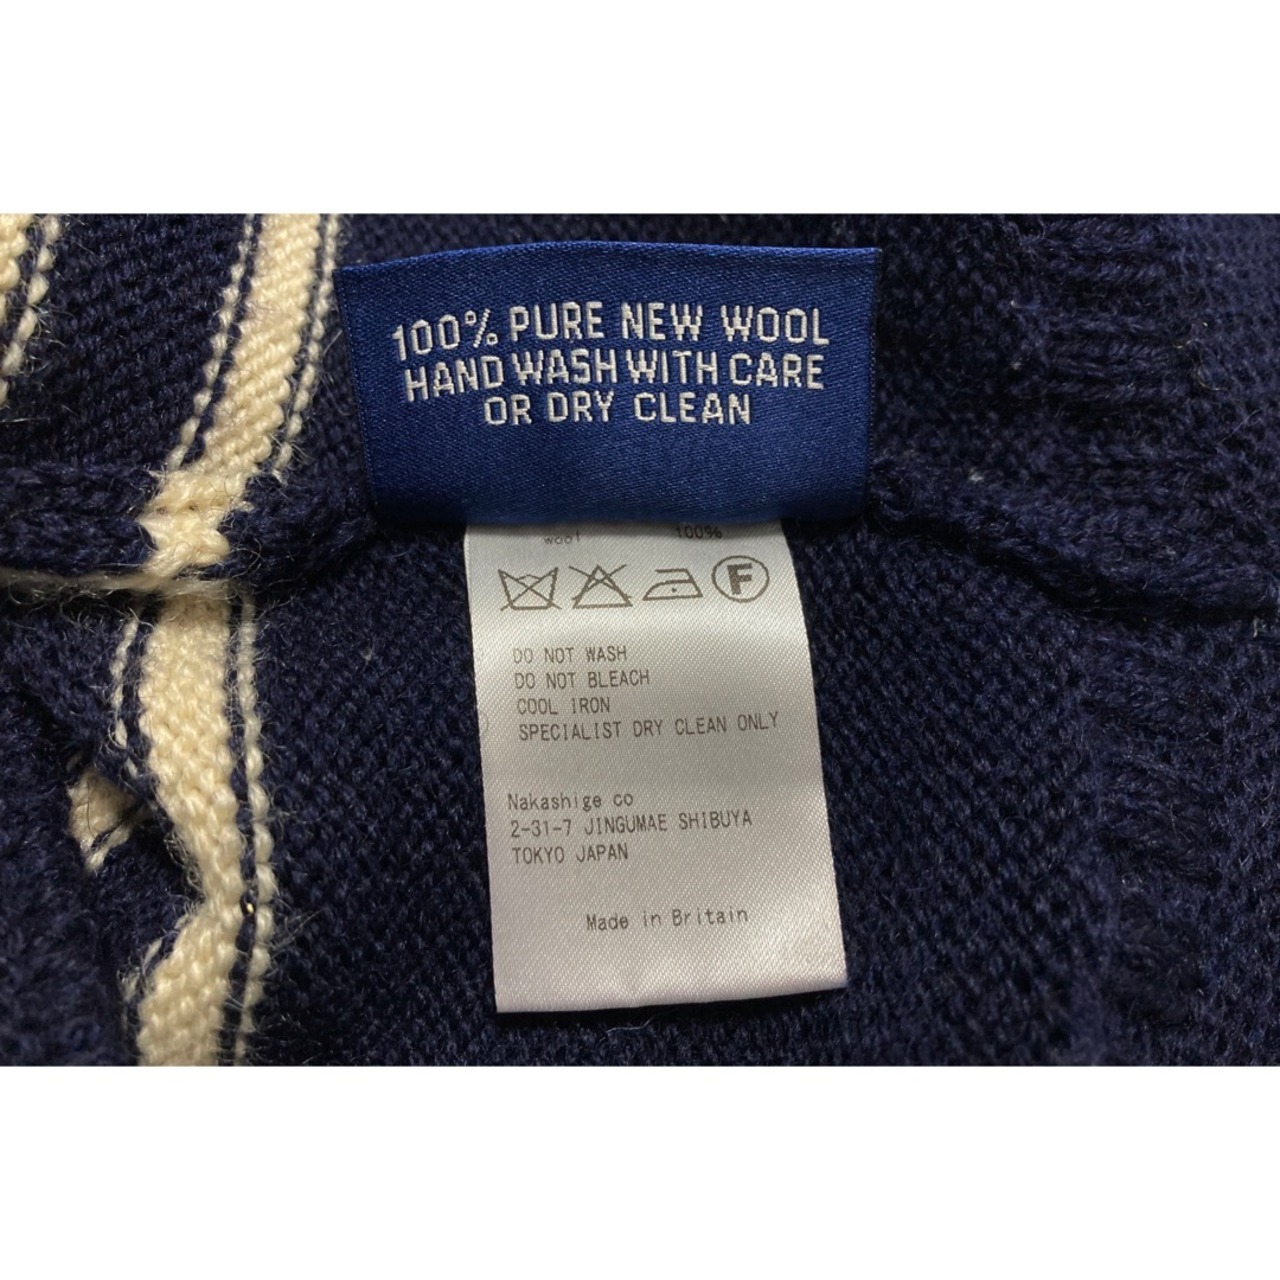 100% PURE NEW WOOL
HAND WASH WITH CARE
OR DRY CLEAN
wool 100%
F
DO NOT WASH
DO NOT BLEACH
COOL IRON
SPECIALIST DRY CLEAN ONLY
Nakashige co
2-31-7 JINGUMAE SHIBUYA
TOKYO JAPAN
Made in Britain